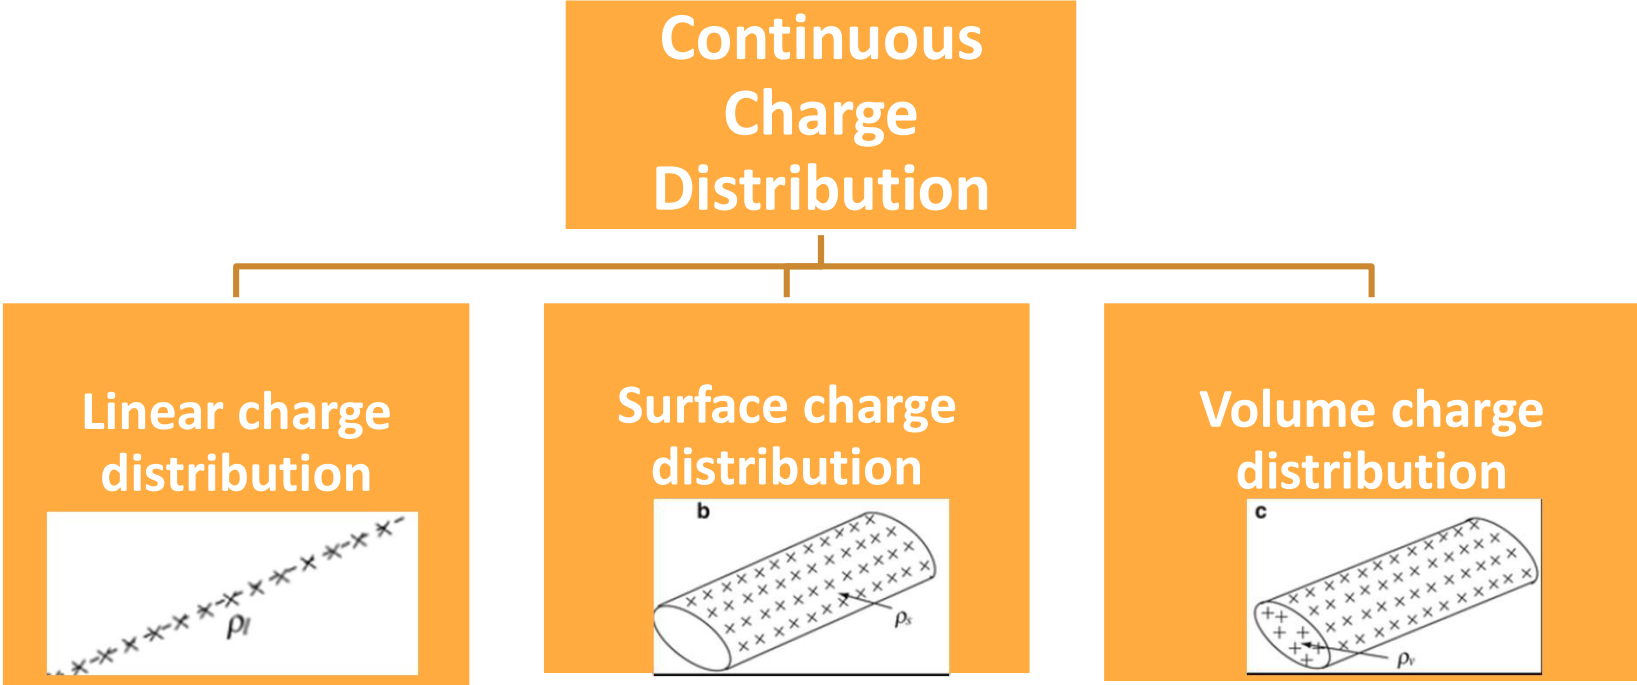 Continuous
Charge
Distribution
Linear charge
distribution
ρl
Surface charge
distribution
b
ρs
Volume charge
distribution
c
ρv